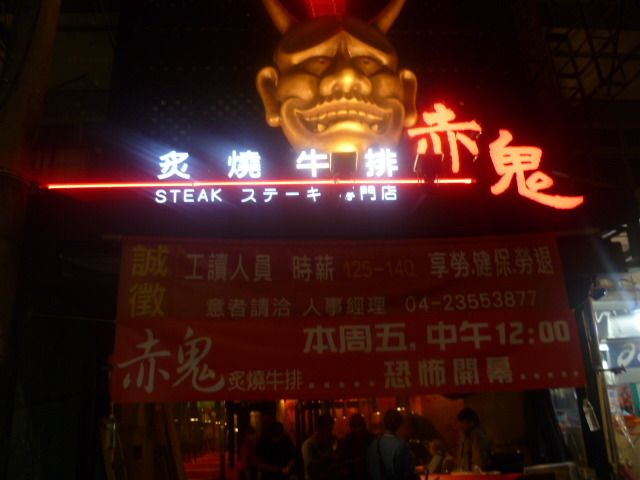 赤鬼
炙燒牛排
STEAK ステーキ 專門店
誠徵 工讀人員 時薪 125-140 享勞.健保.勞退
意者請洽 人事經理 04-23553877
本周五,中午12:00
赤鬼炙燒牛排.....恐怖開幕.....